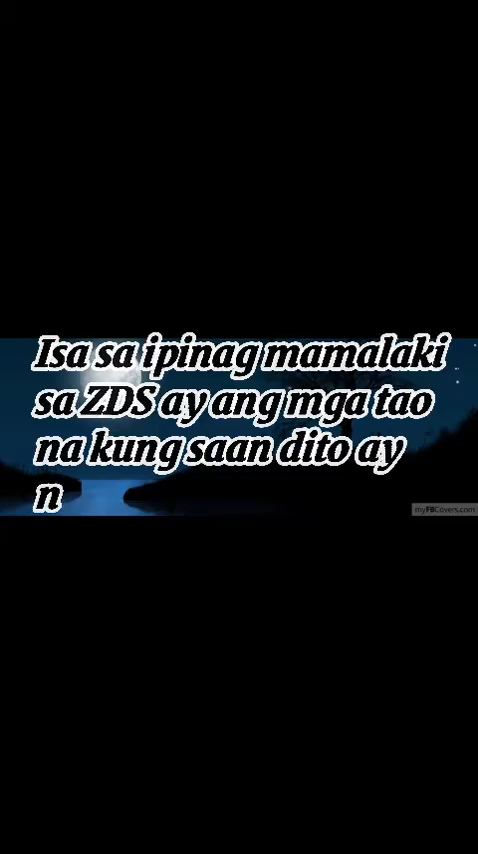 Isa sa ipinag mamalaki
sa ZDS ay ang mga tao
na kung saan dito ay
n
myFBCovers.com